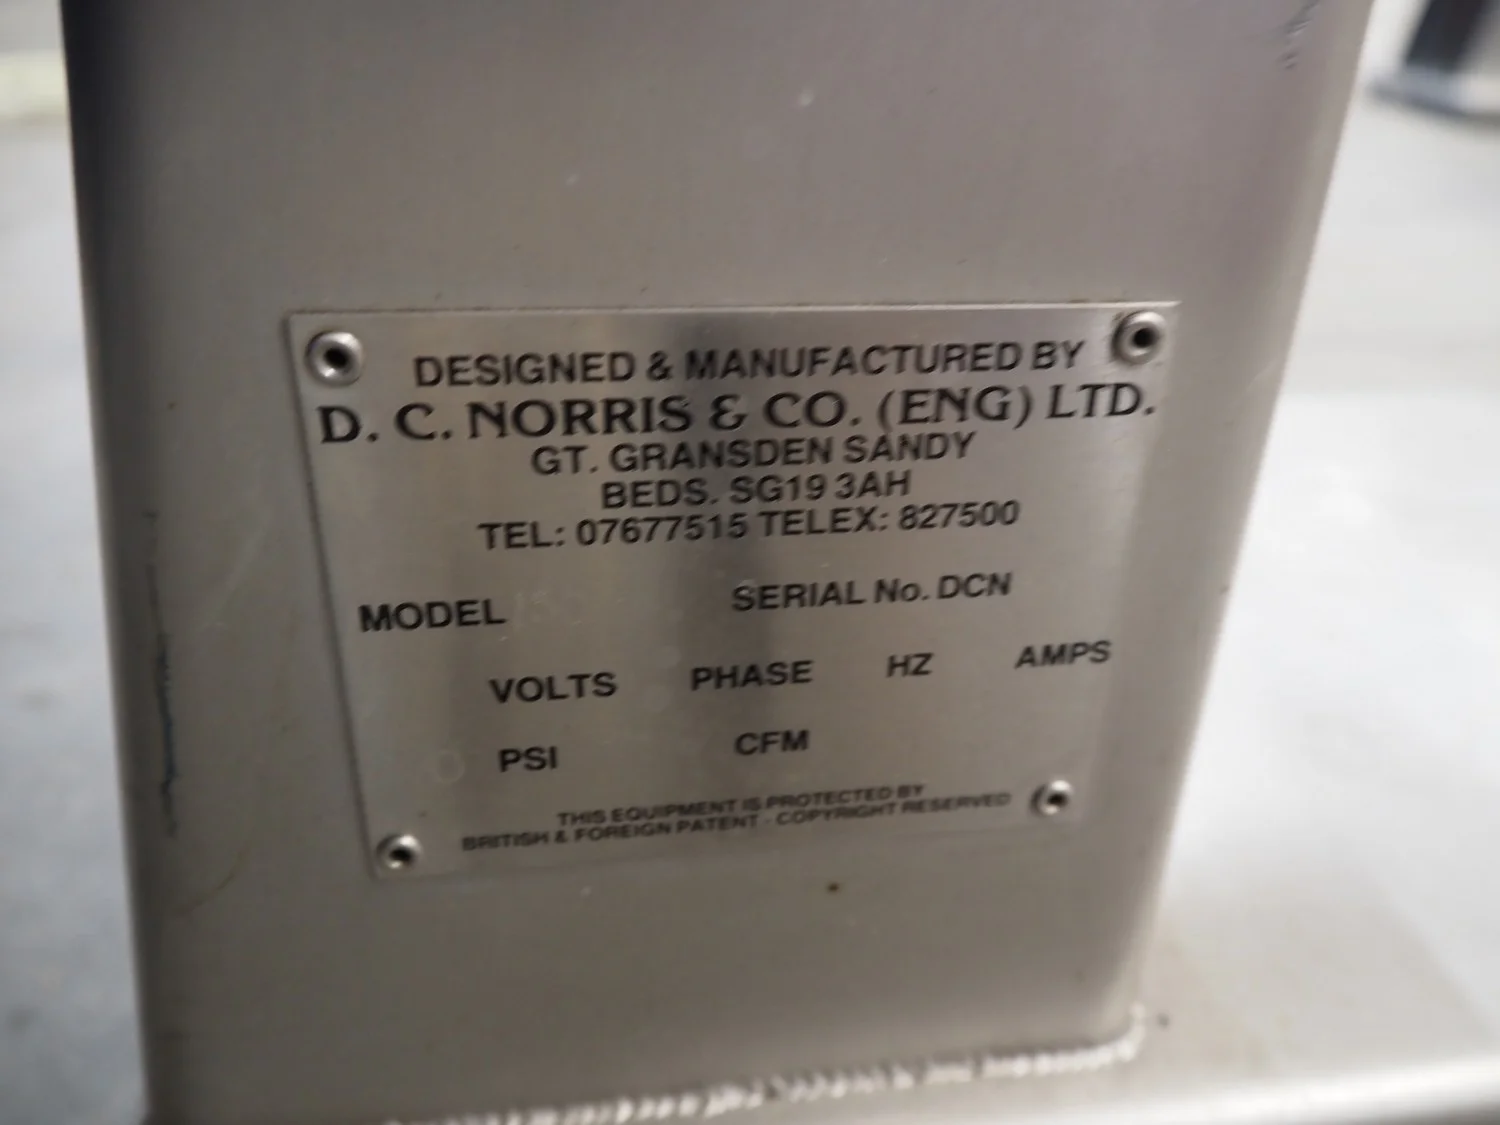 DESIGNED & MANUFACTURED BY
D. C. NORRIS & CO. (ENG) LTD.
GT. GRANSDEN SANDY
BEDS. SG19 3AH
TEL: 07677515 TELEX: 827500
MODEL SERIAL No. DCN
VOLTS PHASE HZ AMPS
PSI CFM
THIS EQUIPMENT IS PROTECTED BY
BRITISH & FOREIGN PATENT - COPYRIGHT RESERVED